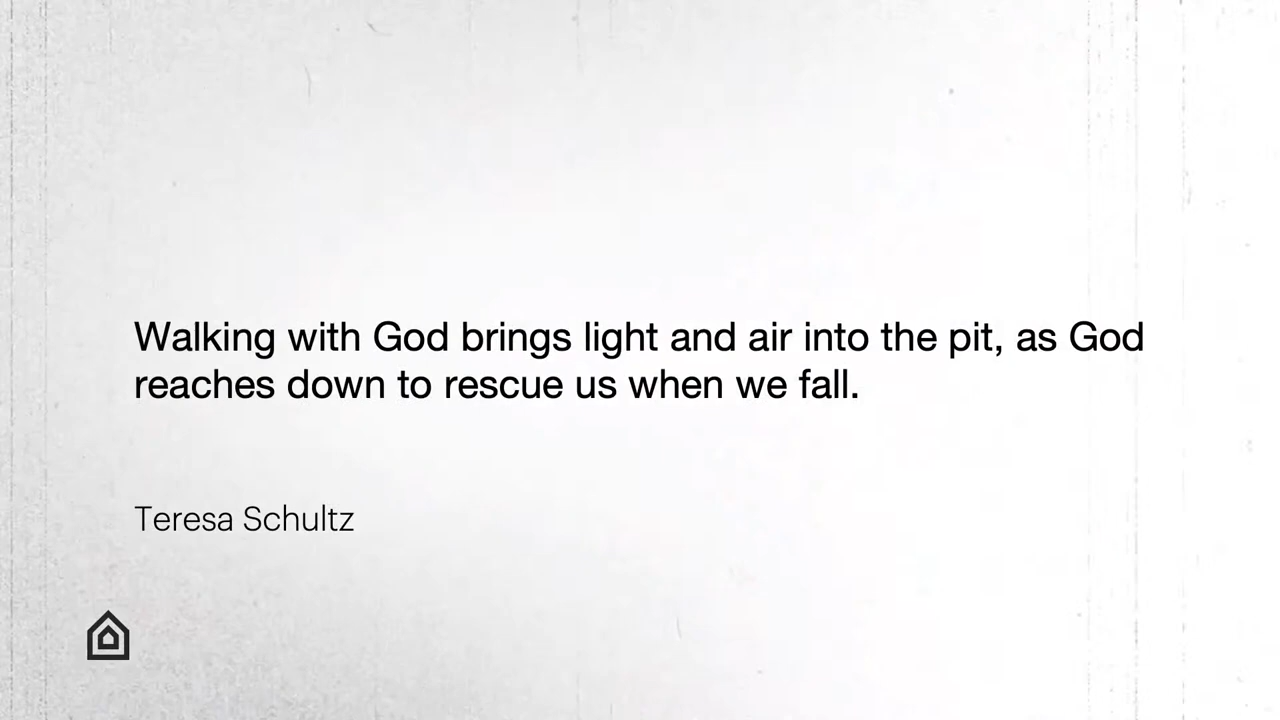 Walking with God brings light and air into the pit, as God
reaches down to rescue us when we fall.
Teresa Schultz